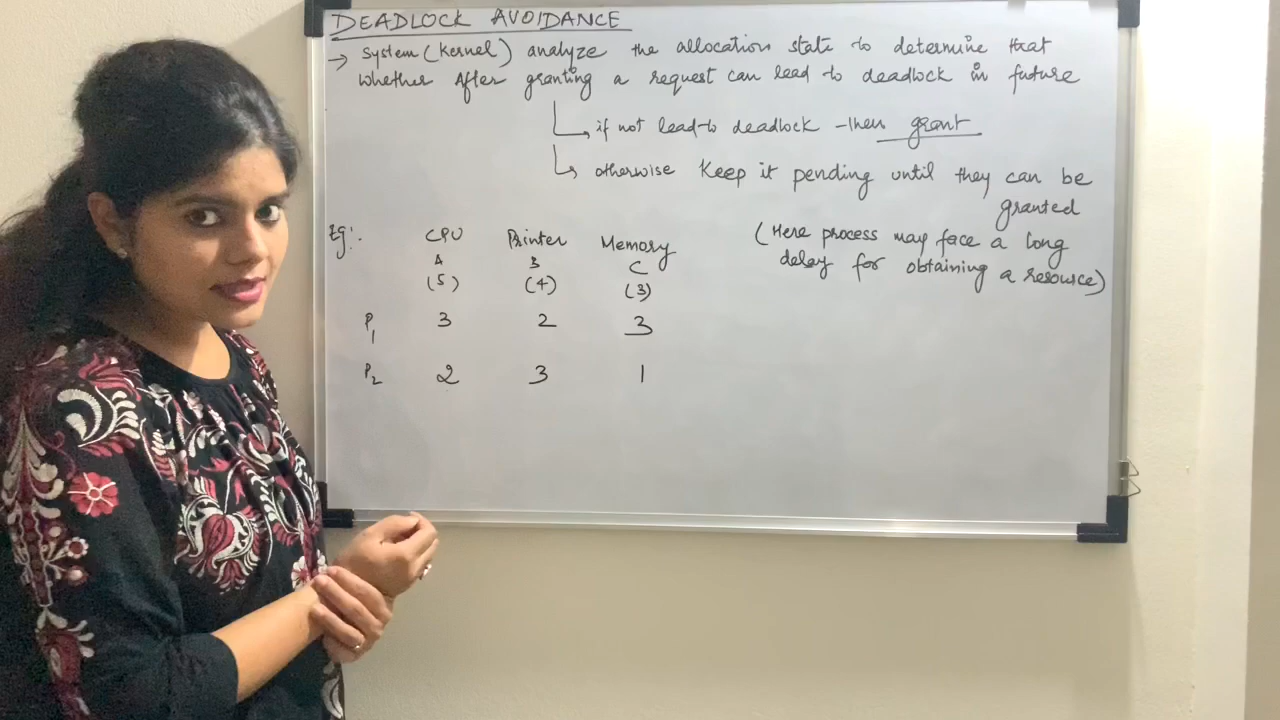 DEADLOCK AVOIDANCE
→ System (Kernel) analyze the allocation state to determine that
whether After granting a request can lead to deadlock in future
if not lead to deadlock - then grant
otherwise Keep it pending until they can be
granted
(Here process may face a long
delay for obtaining a resource)
Eg:. CPU Printer Memory
A B C
(5) (4) (3)
P1 3 2 3
P2 2 3 1